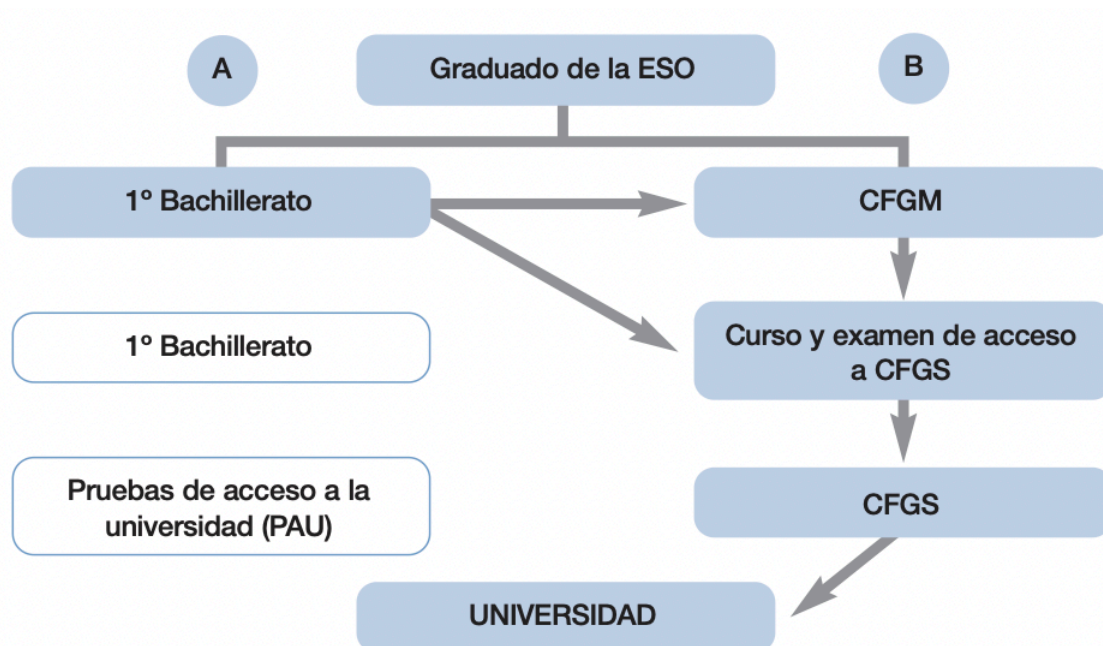 A
Graduado de la ESO
B
1º Bachillerato
CFGM
1º Bachillerato
Curso y examen de acceso
a CFGS
Pruebas de acceso a la
universidad (PAU)
CFGS
UNIVERSIDAD